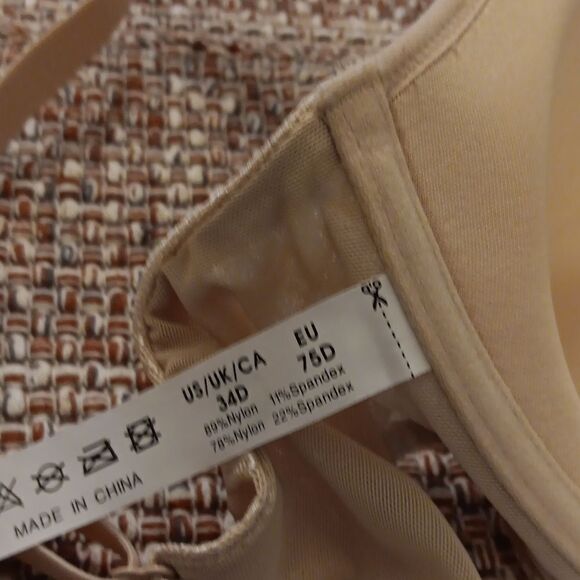 US/UK/CA EU
34D 75D
89%Nylon 11%Spandex
78%Nylon 22%Spandex
MADE IN CHINA